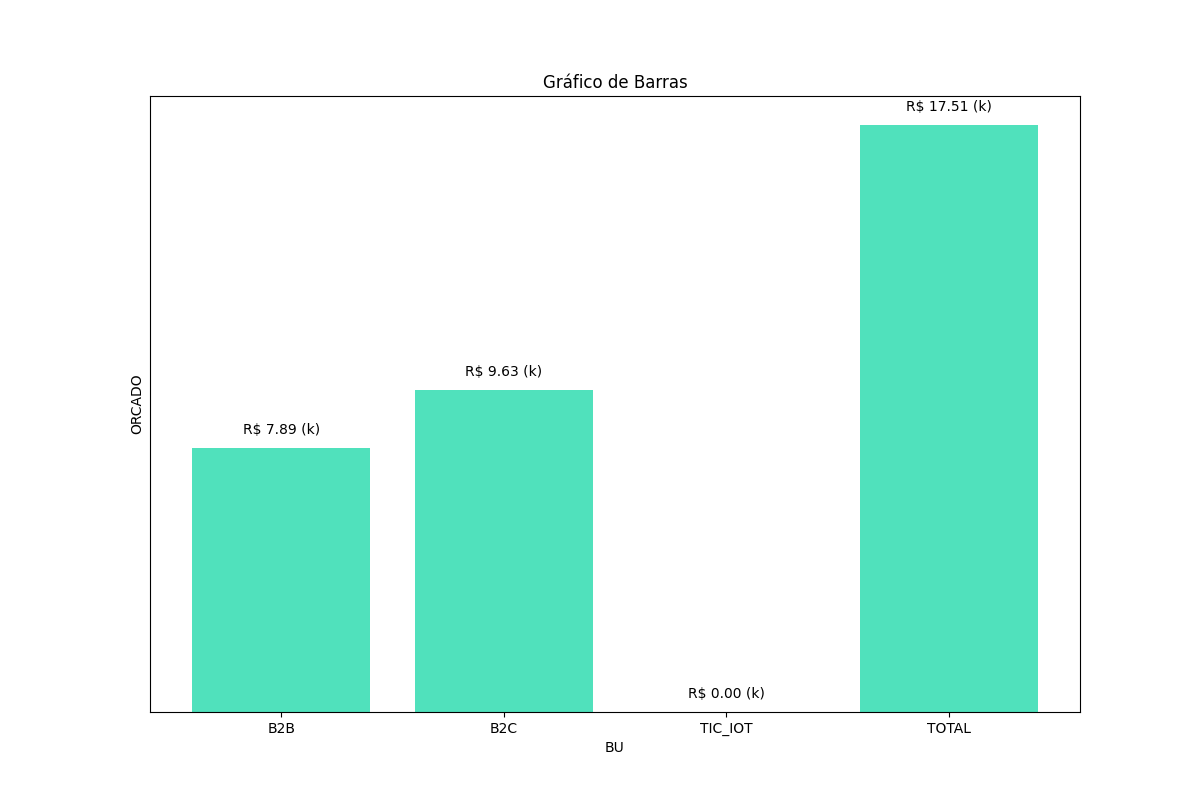 Gráfico de Barras
R$ 17.51 (k)
R$ 9.63 (k)
R$ 7.89 (k)
R$ 0.00 (k)
ORCADO
B2B
B2C
TIC_IOT
TOTAL
BU